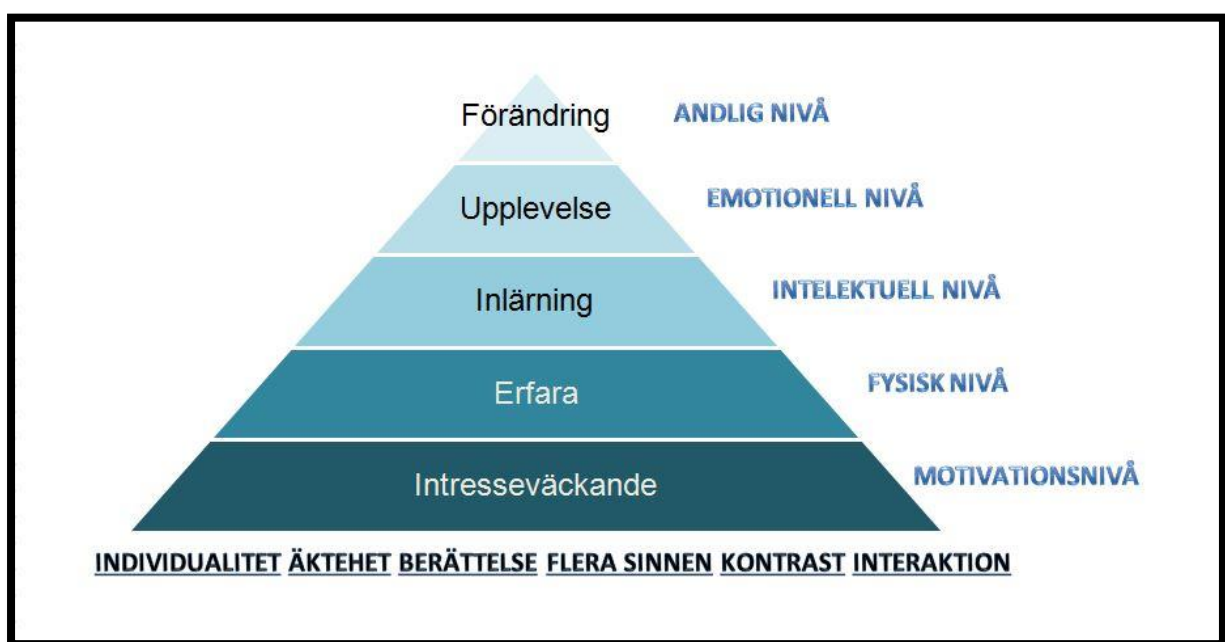 Förändring ANDLIG NIVÅ
Upplevelse EMOTIONELL NIVÅ
Inlärning INTELEKTUELL NIVÅ
Erfara FYSISK NIVÅ
Intresseväckande MOTIVATIONSNIVÅ
INDIVIDUALITET ÄKTEHET BERÄTTELSE FLERA SINNEN KONTRAST INTERAKTION